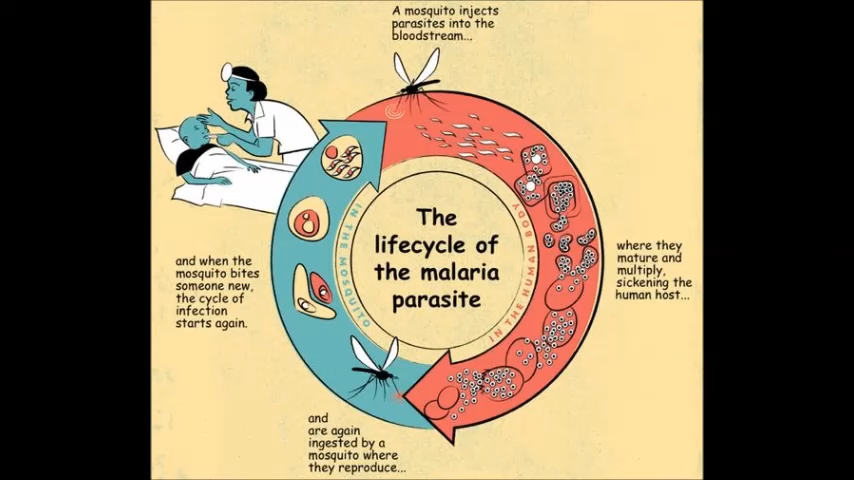 A mosquito injects
parasites into the
bloodstream...
The
lifecycle of
the malaria
parasite
IN THE HUMAN BODY
where they
mature and
multiply,
sickening the
human host...
and
are again
ingested by a
mosquito where
they reproduce...
IN THE MOSQUITO
and when the
mosquito bites
someone new,
the cycle of
infection
starts again.